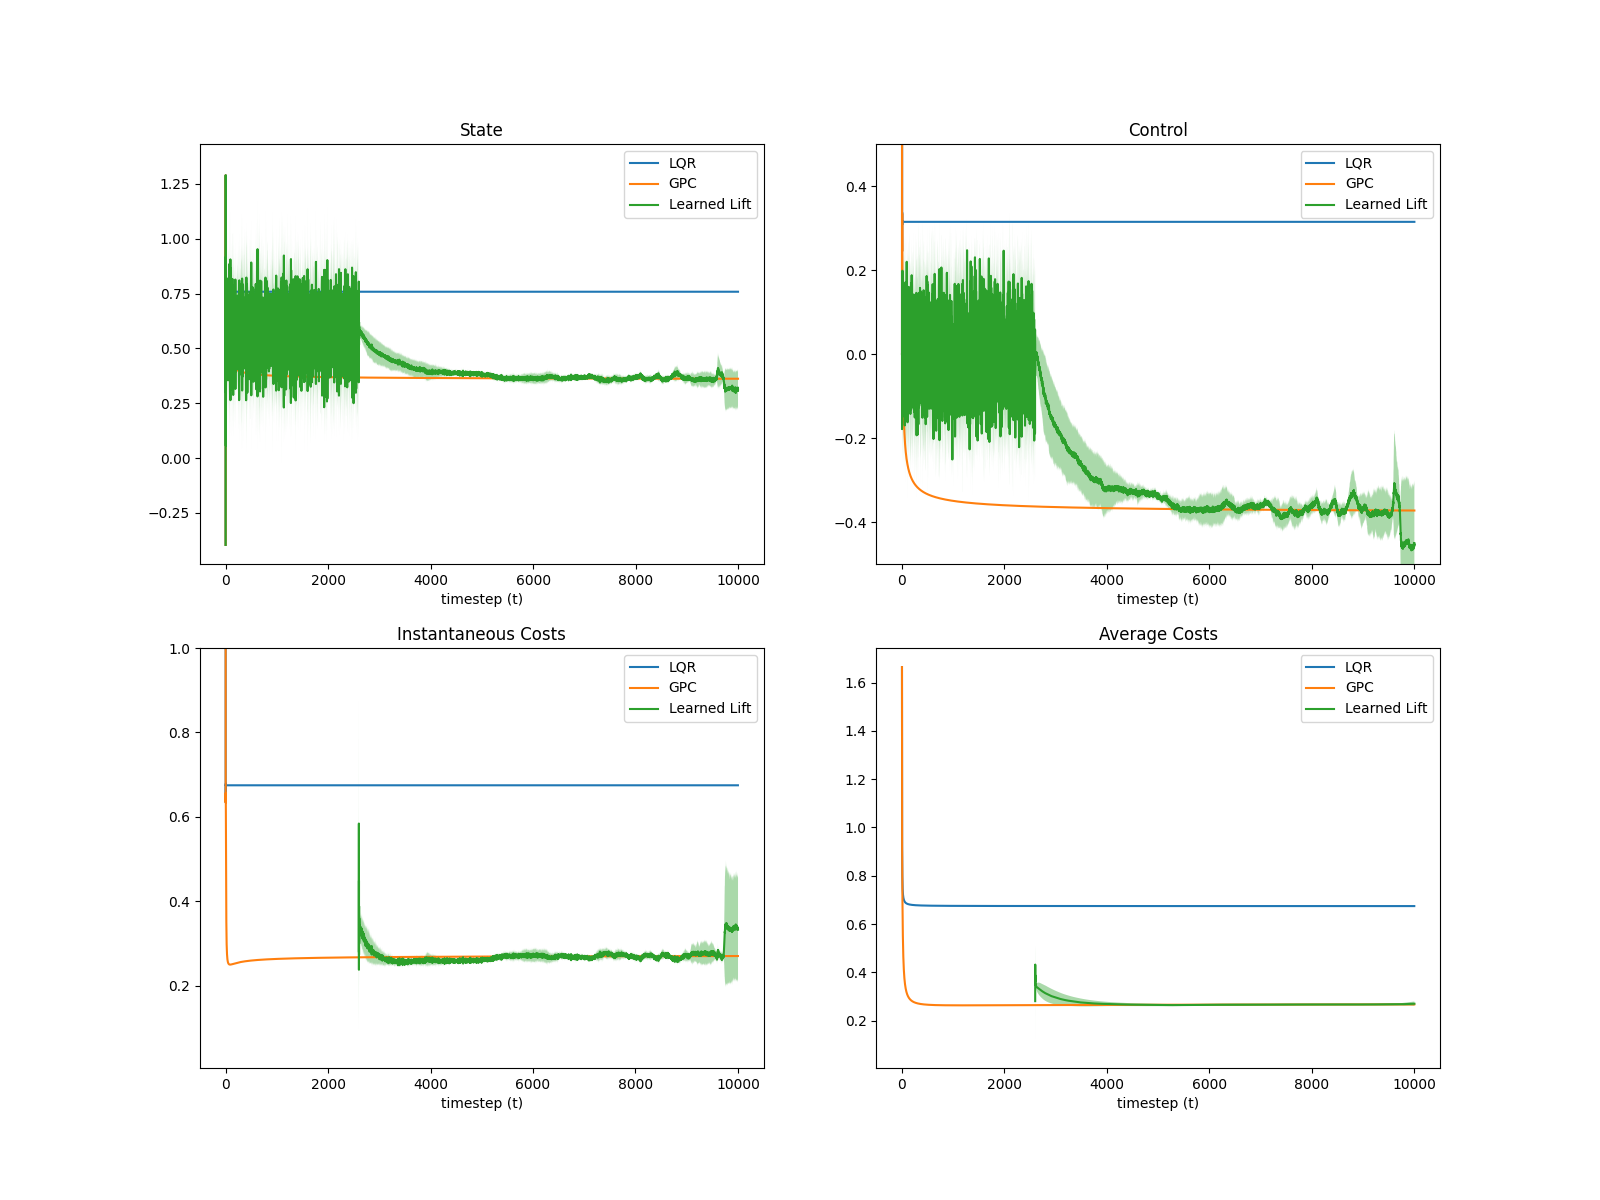 State
LQR
GPC
Learned Lift
1.25
1.00
0.75
0.50
0.25
0.00
−0.25
0
2000
4000
6000
8000
10000
timestep (t)
Control
LQR
GPC
Learned Lift
0.4
0.2
0.0
−0.2
−0.4
0
2000
4000
6000
8000
10000
timestep (t)
Instantaneous Costs
LQR
GPC
Learned Lift
1.0
0.8
0.6
0.4
0.2
0
2000
4000
6000
8000
10000
timestep (t)
Average Costs
LQR
GPC
Learned Lift
1.6
1.4
1.2
1.0
0.8
0.6
0.4
0.2
0
2000
4000
6000
8000
10000
timestep (t)